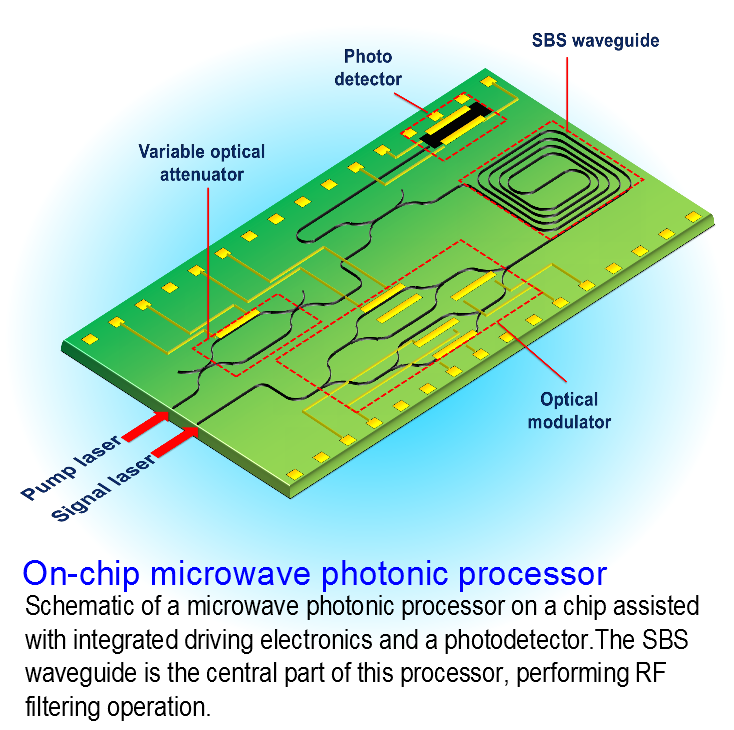 SBS waveguide
Photo
detector
Variable optical
attenuator
Optical
modulator
Pump laser
Signal laser
On-chip microwave photonic processor
Schematic of a microwave photonic processor on a chip assisted
with integrated driving electronics and a photodetector.The SBS
waveguide is the central part of this processor, performing RF
filtering operation.